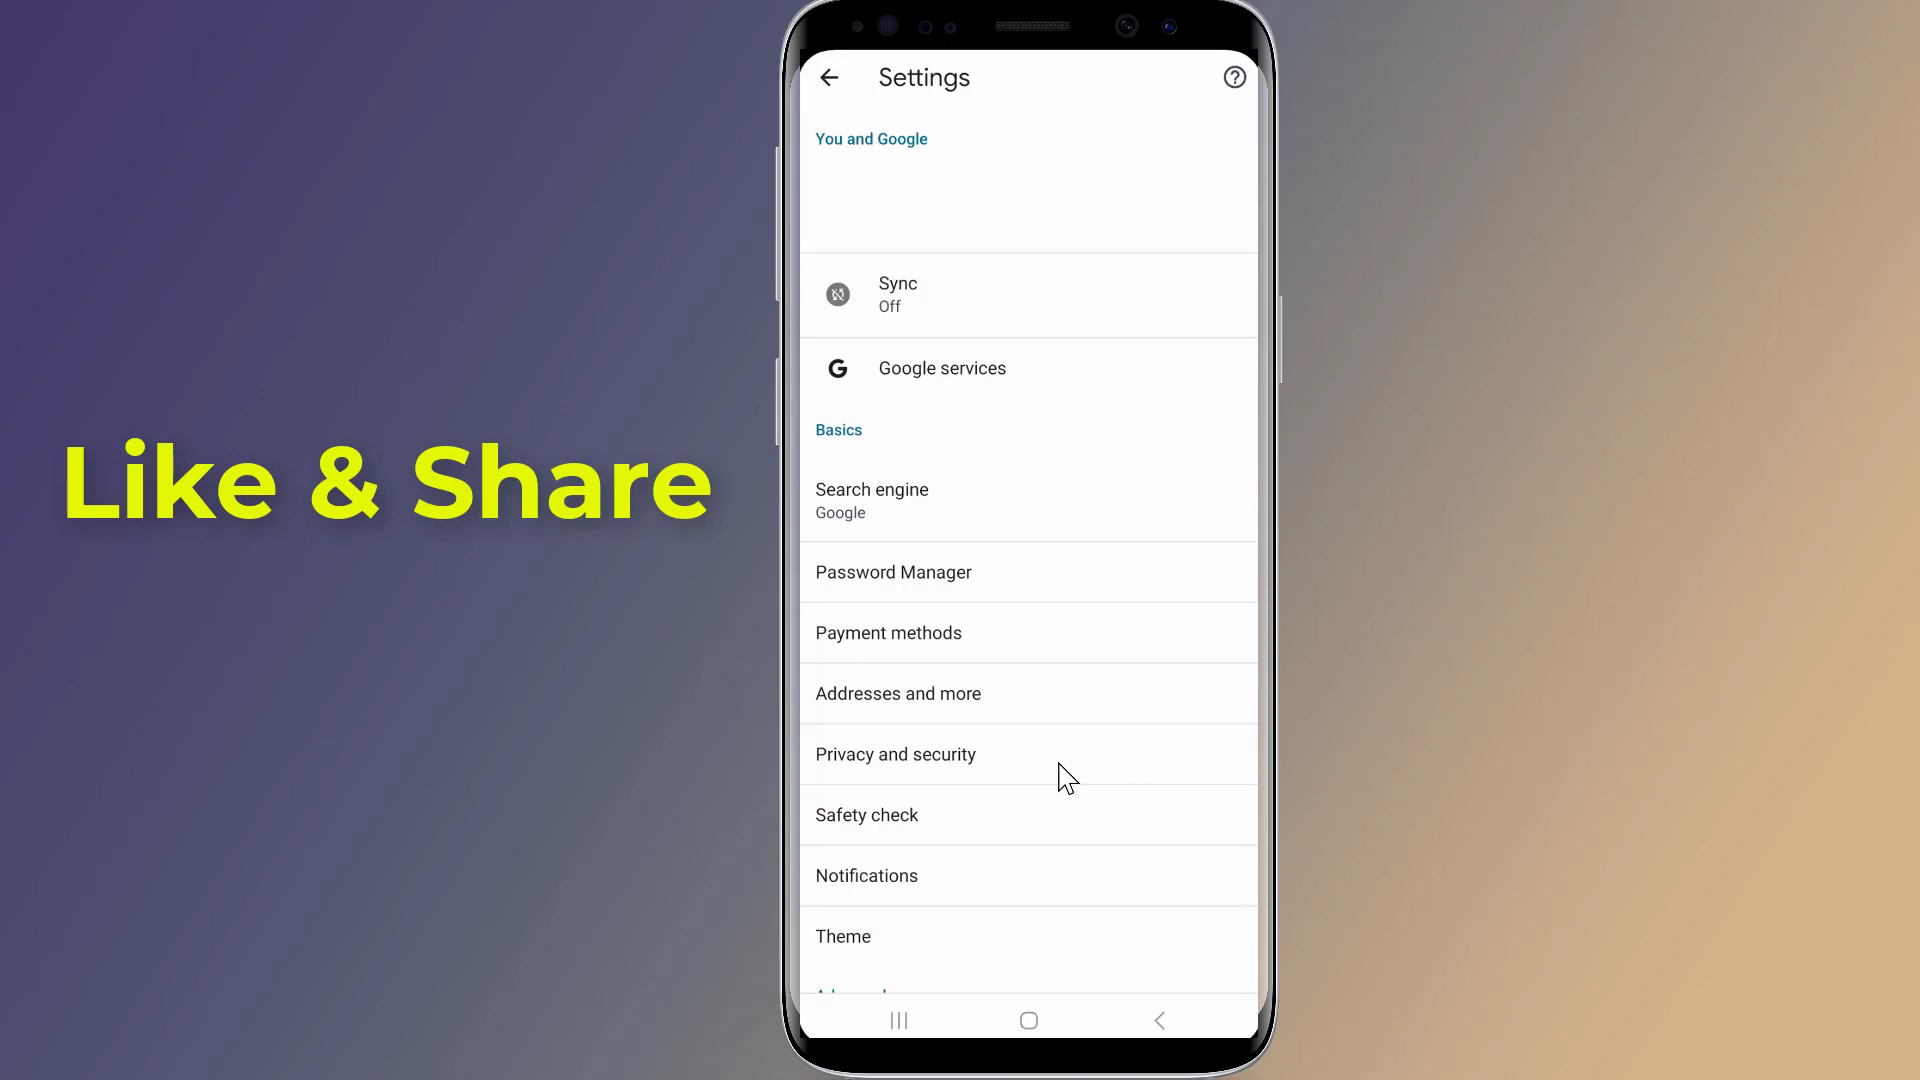 Settings
You and Google
Sync
Off
Google services
Basics
Search engine
Google
Password Manager
Payment methods
Addresses and more
Privacy and security
Safety check
Notifications
Theme
Like & Share